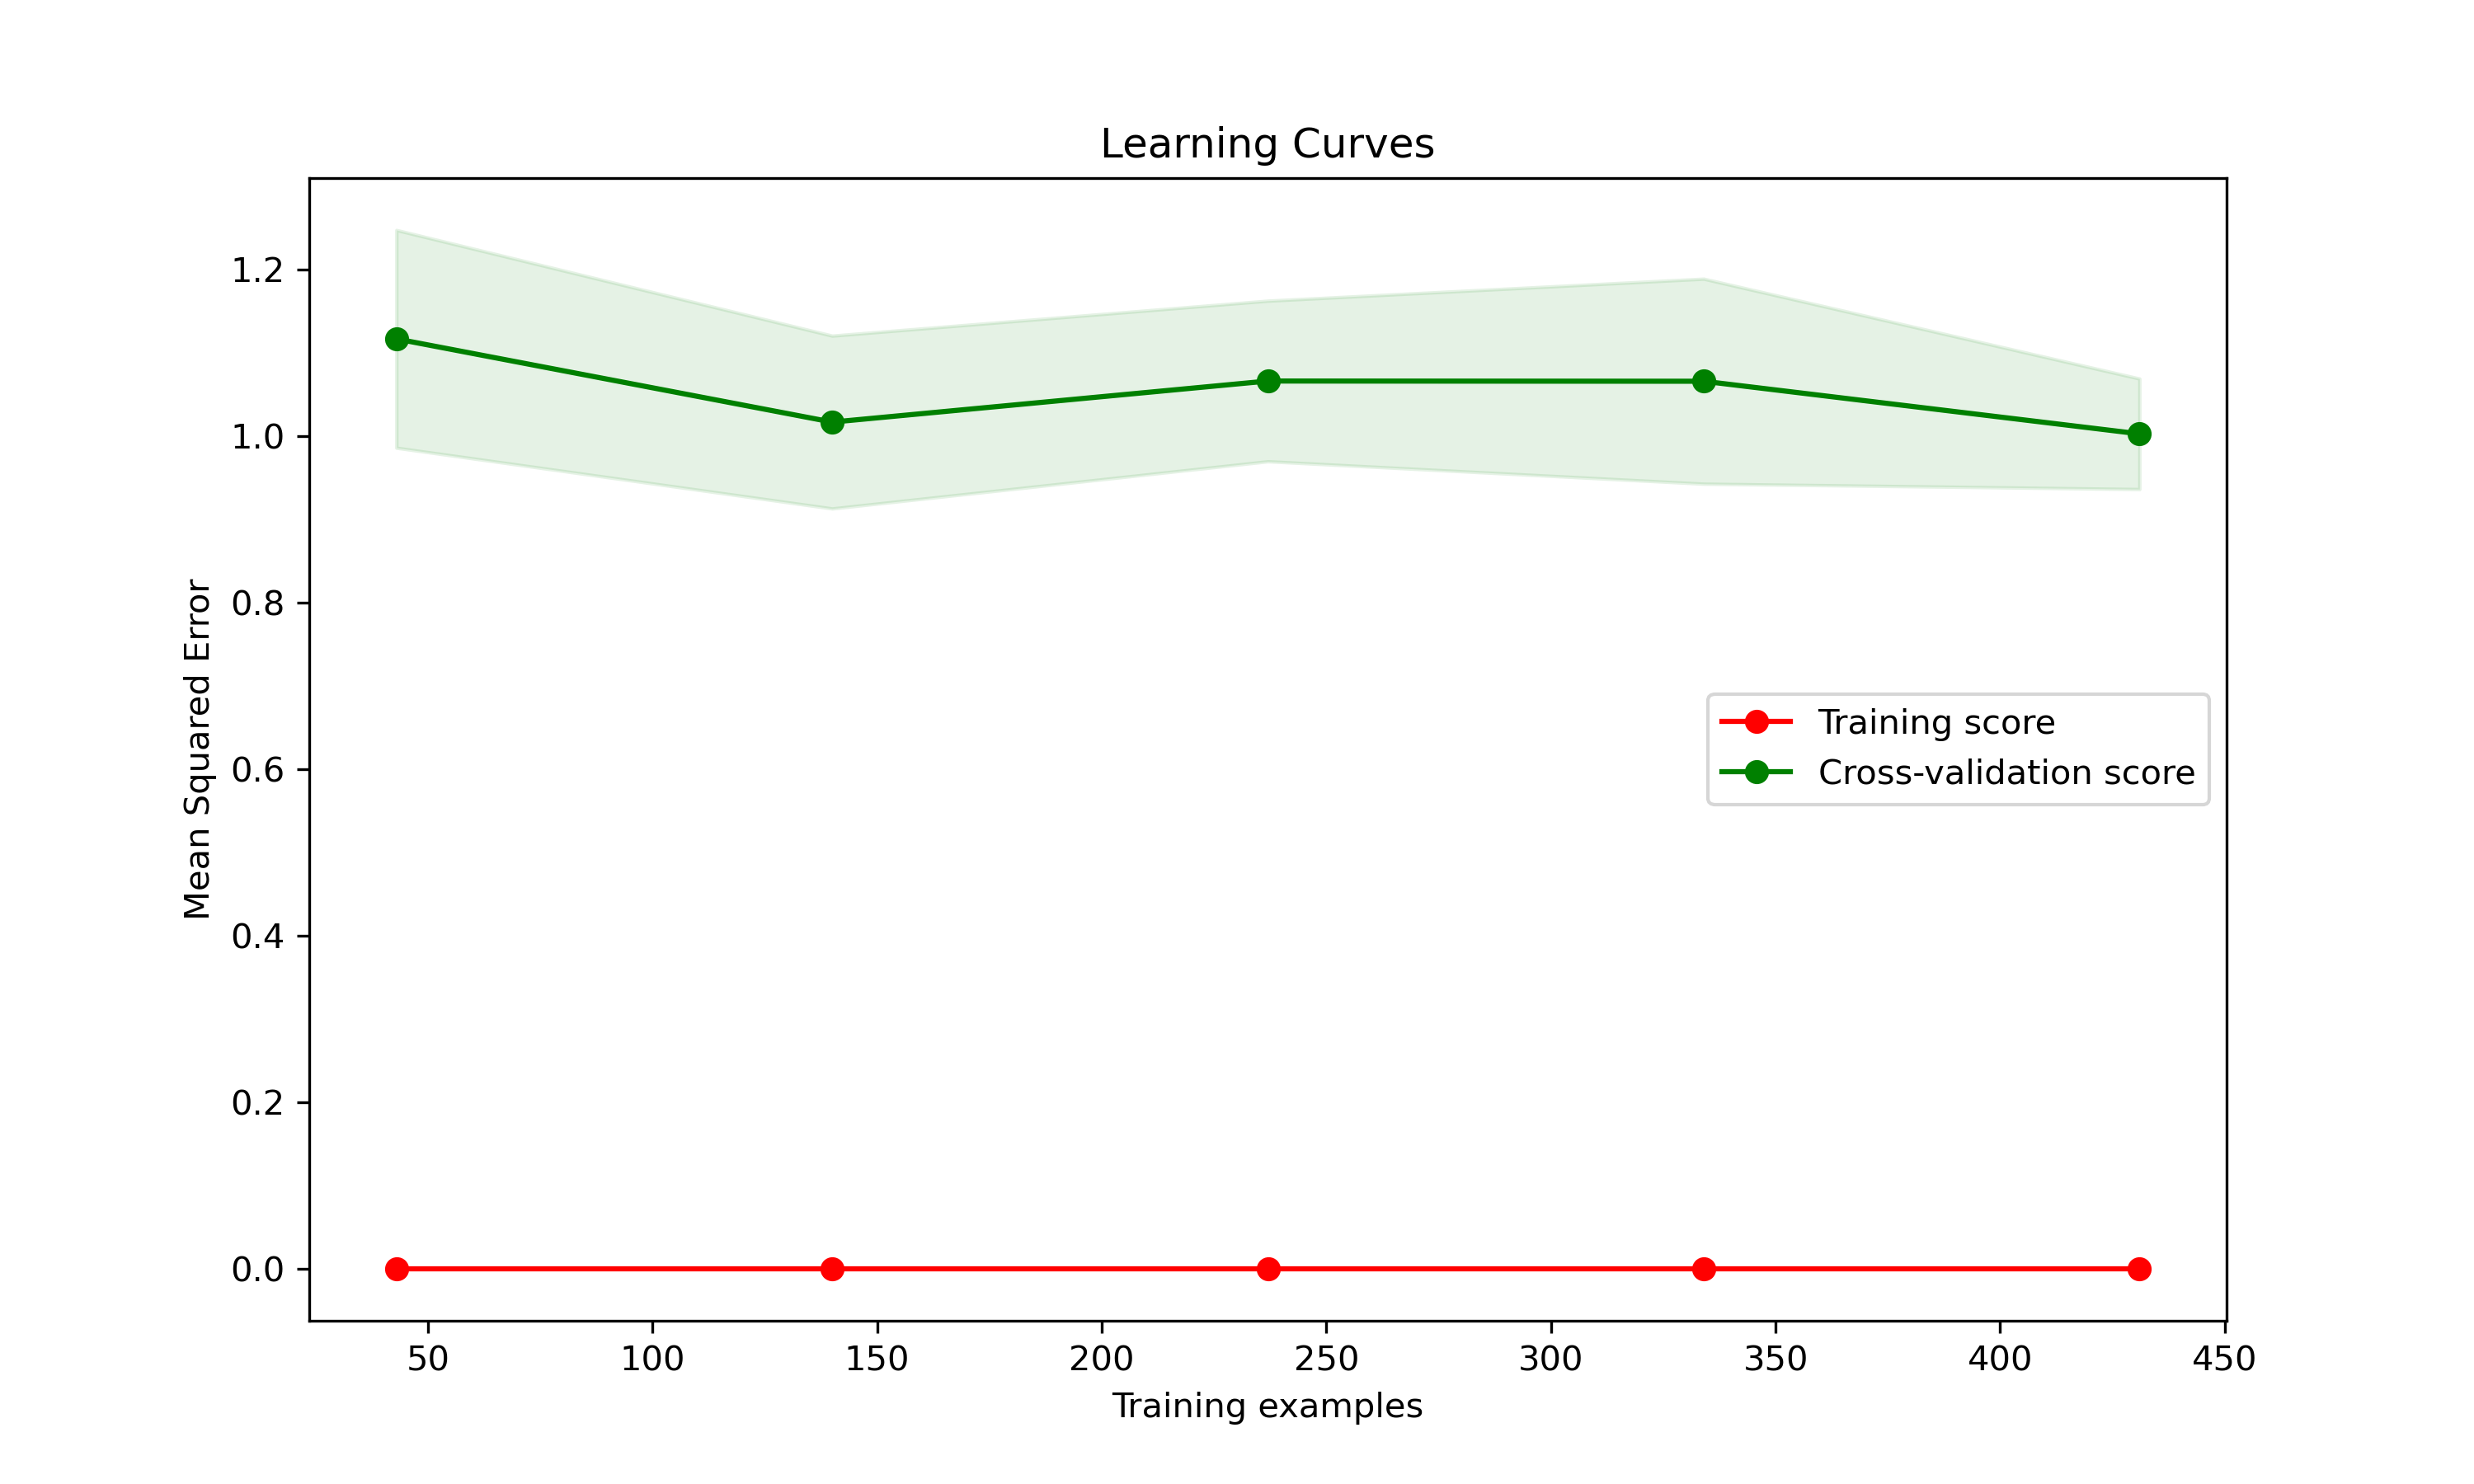 Learning Curves
1.2
1.0
0.8
0.6
0.4
0.2
0.0
Mean Squared Error
Training score
Cross-validation score
50 100 150 200 250 300 350 400 450
Training examples